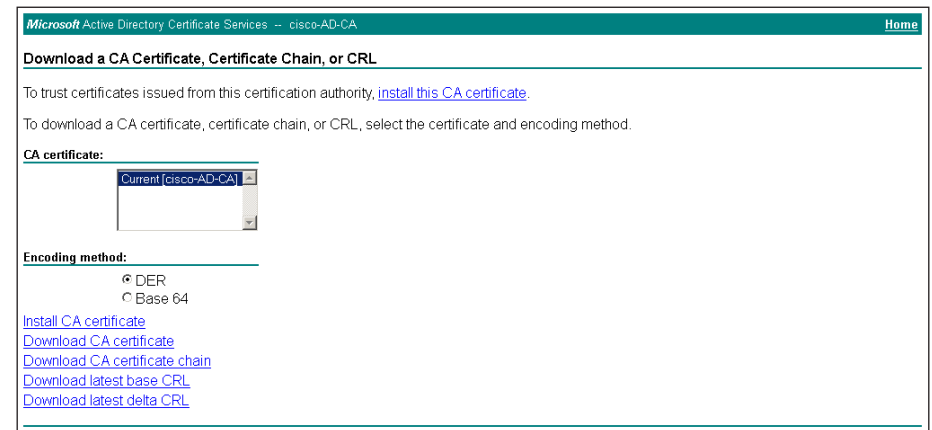 Microsoft Active Directory Certificate Services -- cisco-AD-CA Home
Download a CA Certificate, Certificate Chain, or CRL
To trust certificates issued from this certification authority, install this CA certificate.
To download a CA certificate, certificate chain, or CRL, select the certificate and encoding method.
CA certificate:
Current [cisco-AD-CA]
Encoding method:
DER
Base 64
Install CA certificate
Download CA certificate
Download CA certificate chain
Download latest base CRL
Download latest delta CRL